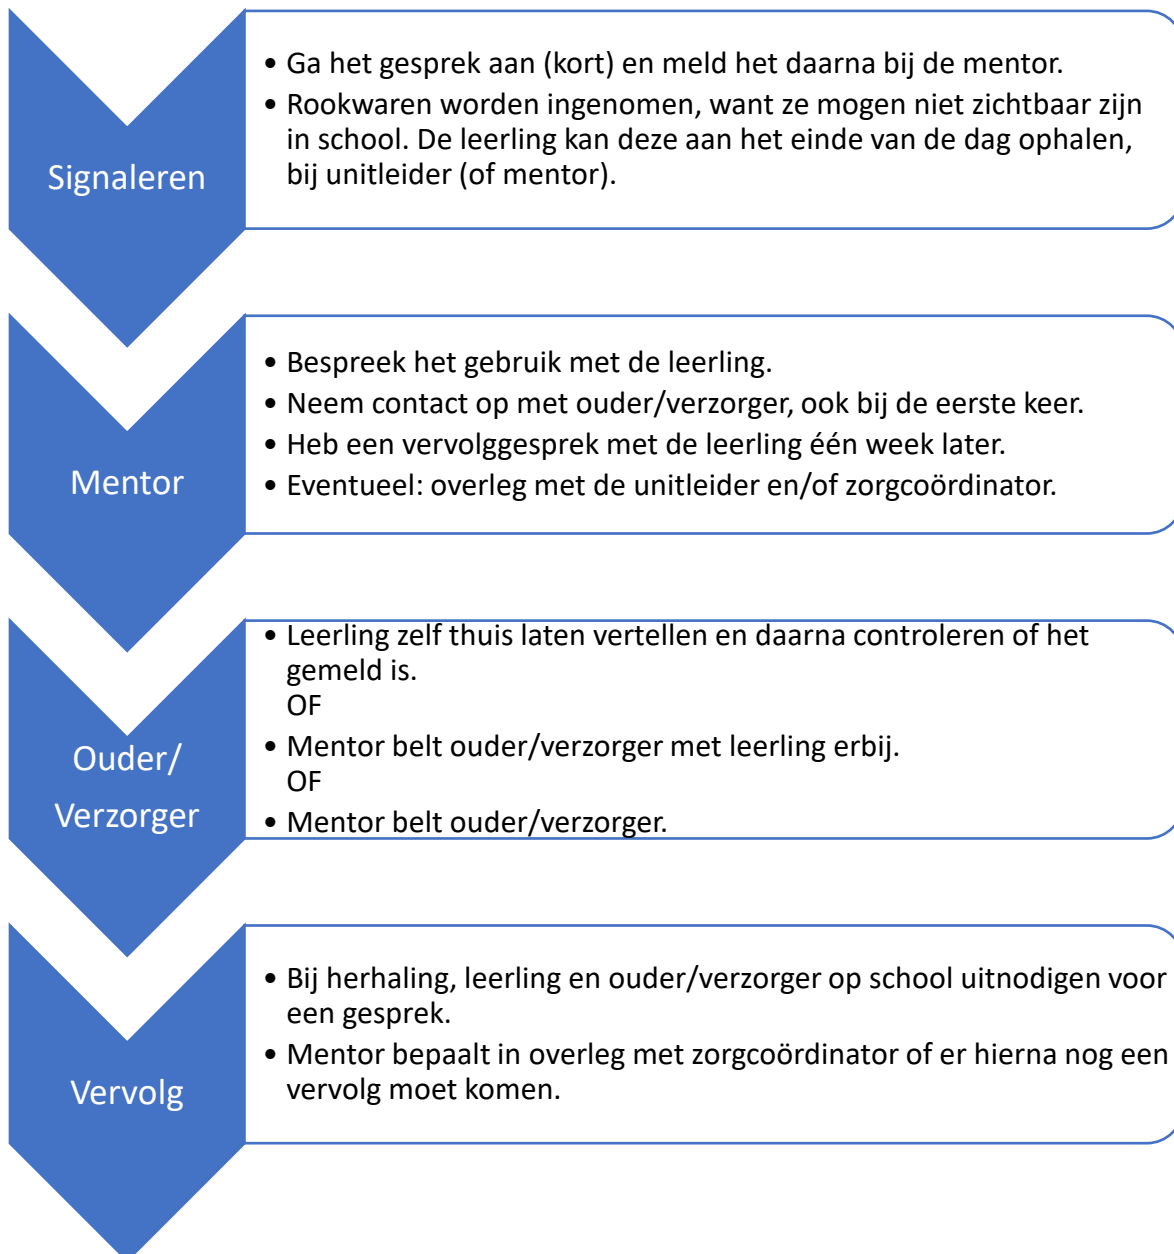 Signaleren
• Ga het gesprek aan (kort) en meld het daarna bij de mentor.
• Rookwaren worden ingenomen, want ze mogen niet zichtbaar zijn
in school. De leerling kan deze aan het einde van de dag ophalen,
bij unitleider (of mentor).
Mentor
• Bespreek het gebruik met de leerling.
• Neem contact op met ouder/verzorger, ook bij de eerste keer.
• Heb een vervolggesprek met de leerling één week later.
• Eventueel: overleg met de unitleider en/of zorgcoördinator.
Ouder/
Verzorger
• Leerling zelf thuis laten vertellen en daarna controleren of het
gemeld is.
OF
• Mentor belt ouder/verzorger met leerling erbij.
OF
• Mentor belt ouder/verzorger.
Vervolg
• Bij herhaling, leerling en ouder/verzorger op school uitnodigen voor
een gesprek.
• Mentor bepaalt in overleg met zorgcoördinator of er hierna nog een
vervolg moet komen.